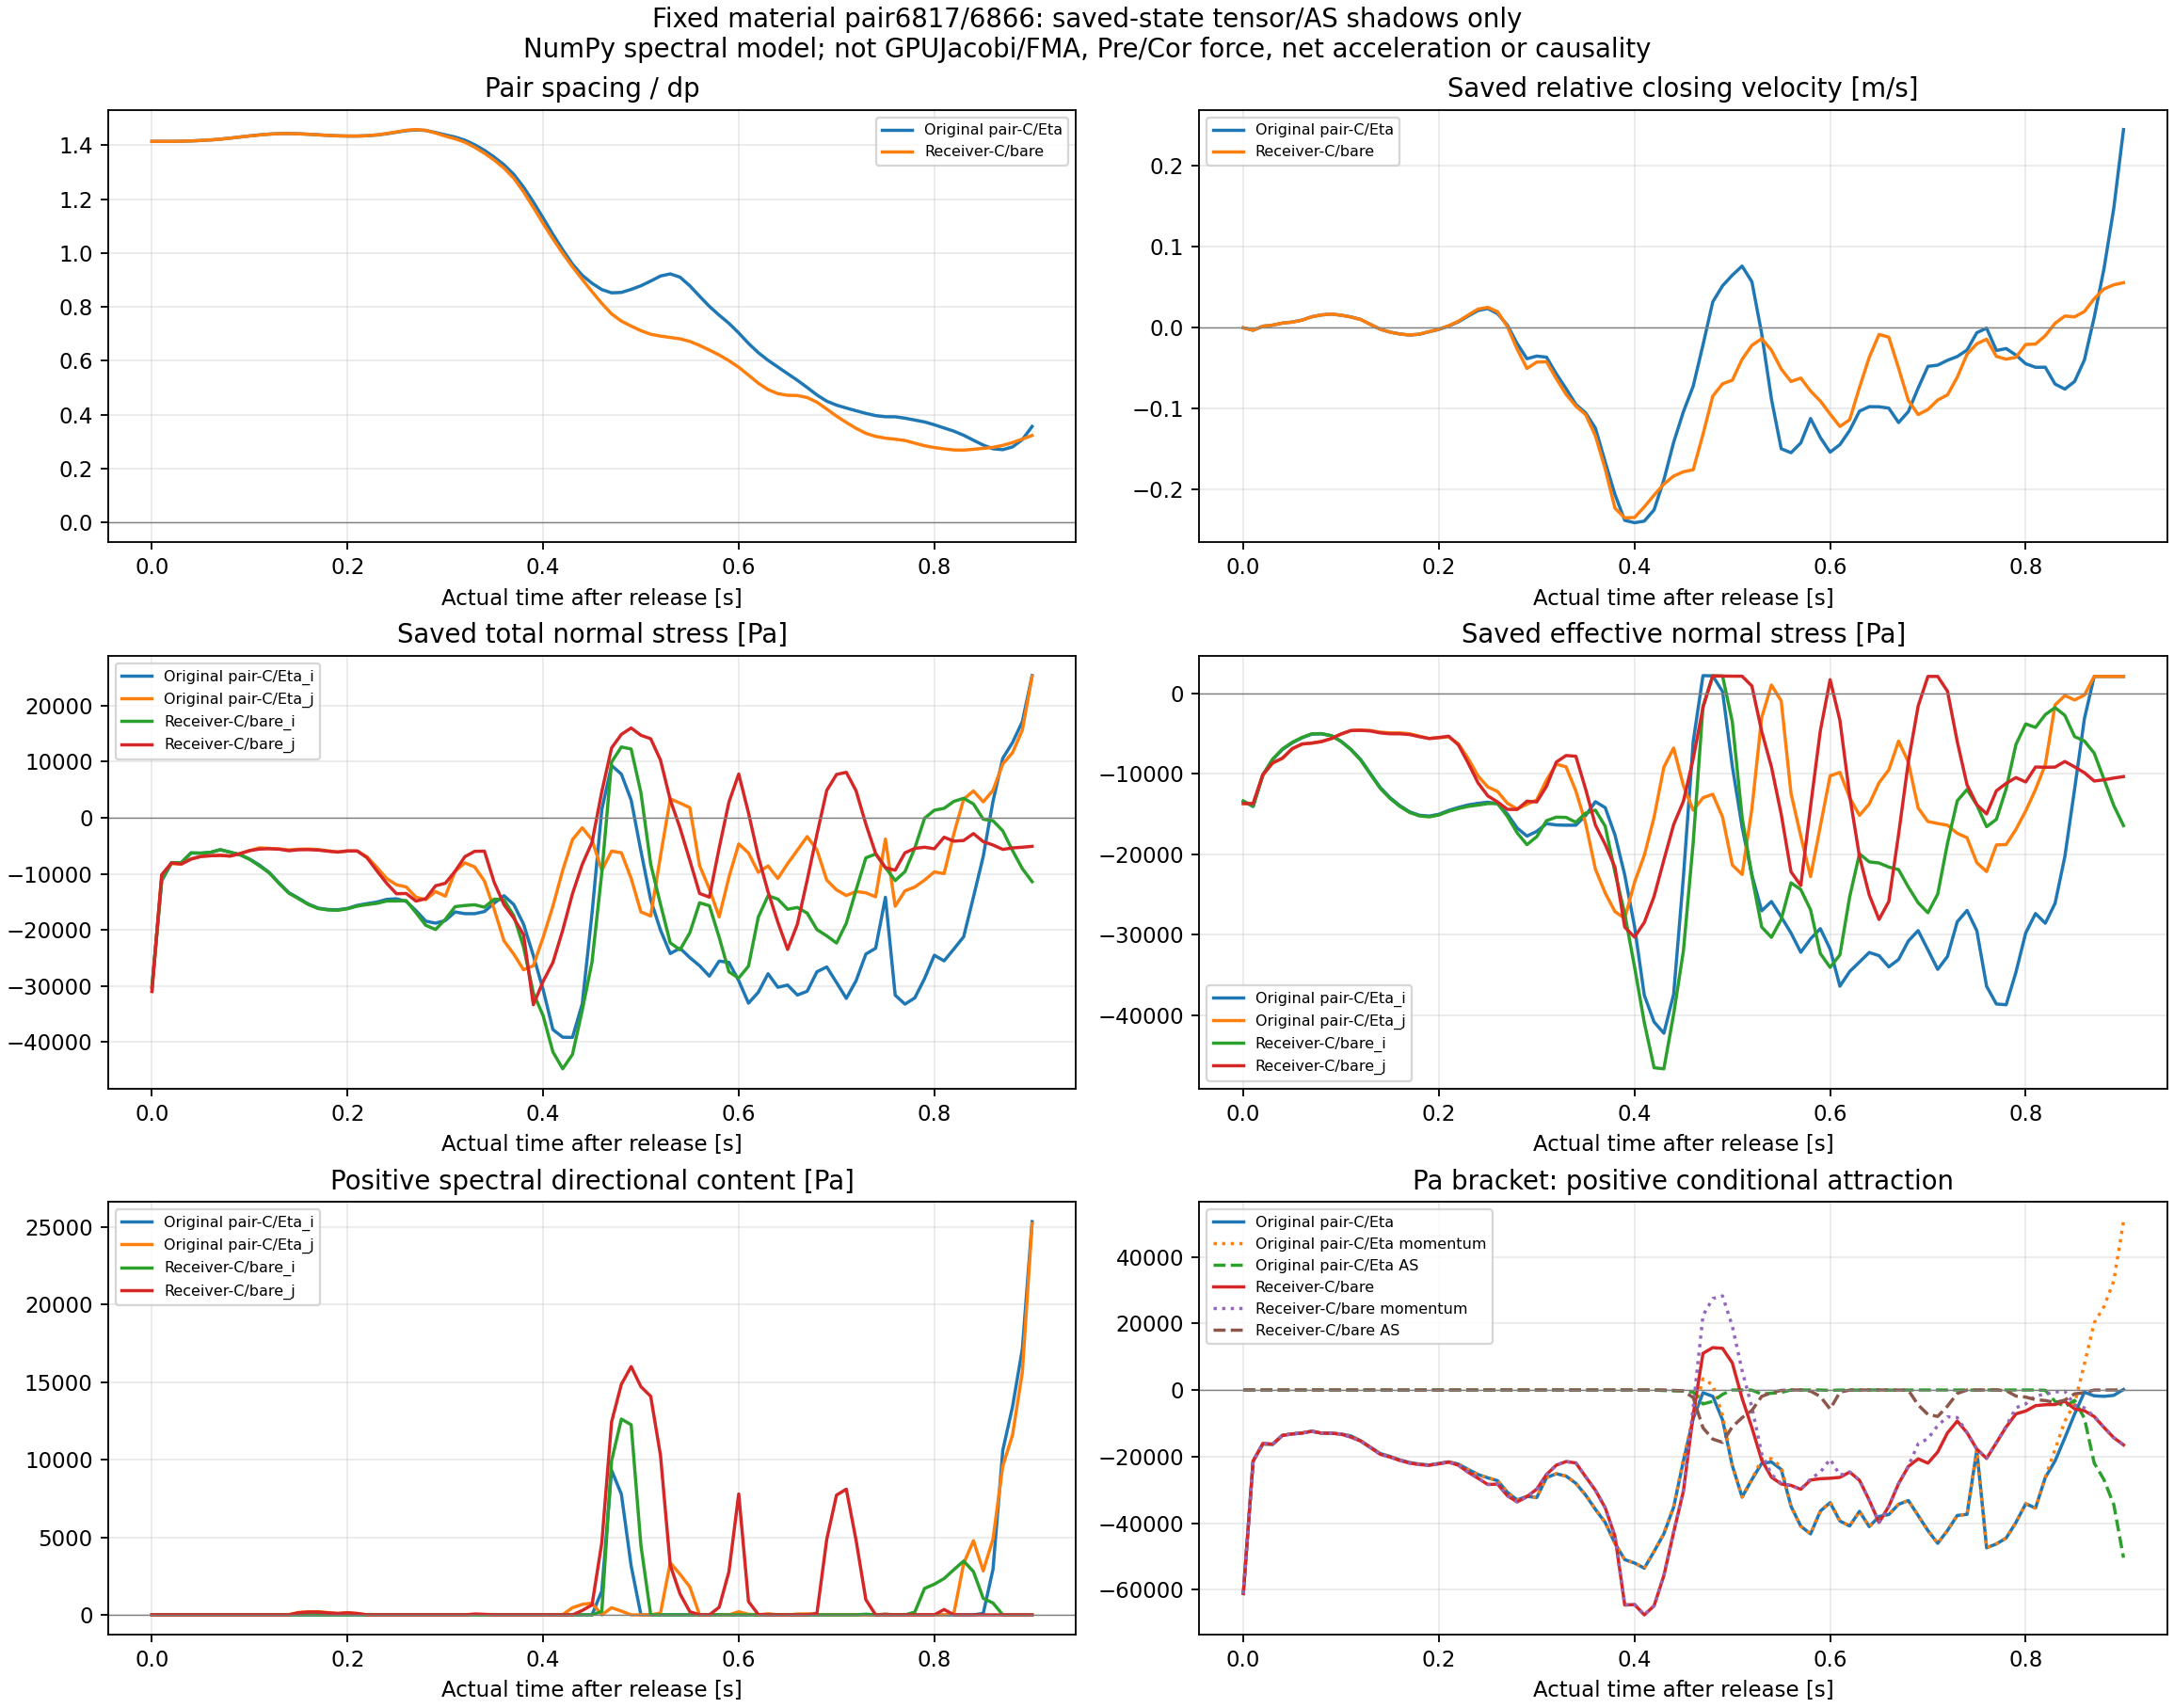 Fixed material pair6817/6866: saved-state tensor/AS shadows only
NumPy spectral model; not GPUJacobi/FMA, Pre/Cor force, net acceleration or causality
Pair spacing / dp
Original pair-C/Eta
Receiver-C/bare
1.4
1.2
1.0
0.8
0.6
0.4
0.2
0.0
0.0
0.2
0.4
0.6
0.8
Actual time after release [s]
Saved relative closing velocity [m/s]
Original pair-C/Eta
Receiver-C/bare
0.2
0.1
0.0
−0.1
−0.2
0.0
0.2
0.4
0.6
0.8
Actual time after release [s]
Saved total normal stress [Pa]
Original pair-C/Eta_i
Original pair-C/Eta_j
Receiver-C/bare_i
Receiver-C/bare_j
20000
10000
0
−10000
−20000
−30000
−40000
0.0
0.2
0.4
0.6
0.8
Actual time after release [s]
Saved effective normal stress [Pa]
0
−10000
−20000
−30000
−40000
Original pair-C/Eta_i
Original pair-C/Eta_j
Receiver-C/bare_i
Receiver-C/bare_j
0.0
0.2
0.4
0.6
0.8
Actual time after release [s]
Positive spectral directional content [Pa]
Original pair-C/Eta_i
Original pair-C/Eta_j
Receiver-C/bare_i
Receiver-C/bare_j
25000
20000
15000
10000
5000
0
0.0
0.2
0.4
0.6
0.8
Actual time after release [s]
Pa bracket: positive conditional attraction
Original pair-C/Eta
Original pair-C/Eta momentum
Original pair-C/Eta AS
Receiver-C/bare
Receiver-C/bare momentum
Receiver-C/bare AS
40000
20000
0
−20000
−40000
−60000
0.0
0.2
0.4
0.6
0.8
Actual time after release [s]